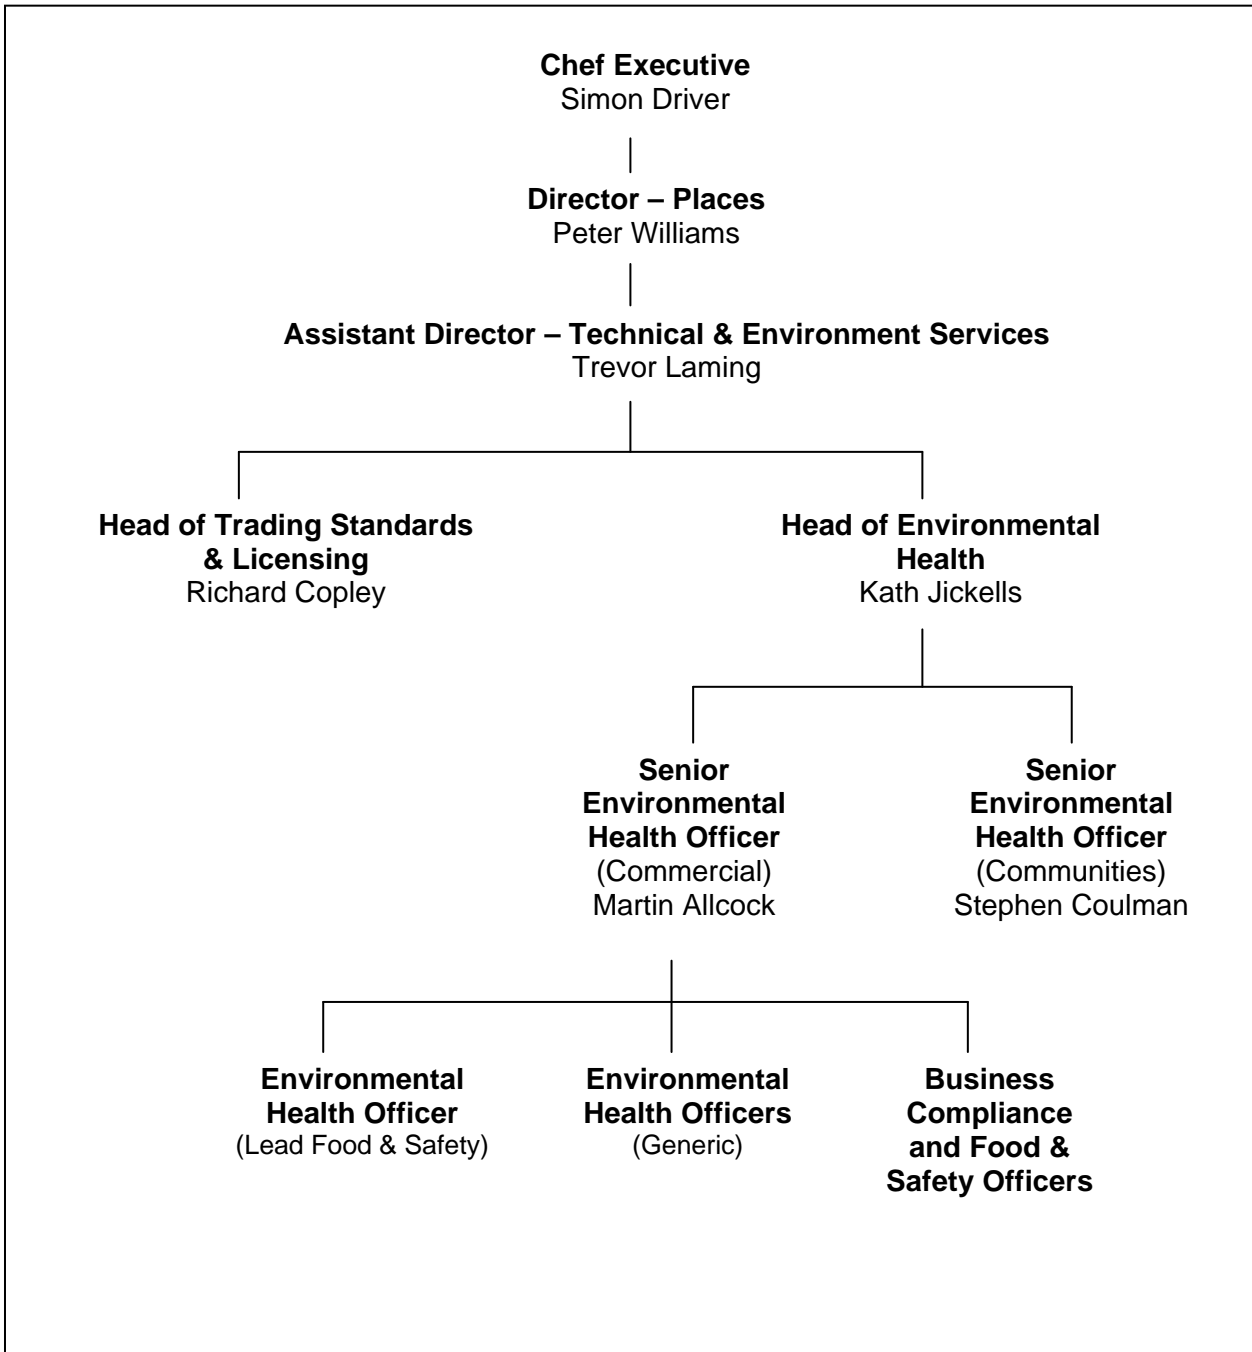 Chef Executive
Simon Driver
Director – Places
Peter Williams
Assistant Director – Technical & Environment Services
Trevor Laming
Head of Trading Standards
& Licensing
Richard Copley
Head of Environmental
Health
Kath Jickells
Senior
Environmental
Health Officer
(Commercial)
Martin Allcock
Senior
Environmental
Health Officer
(Communities)
Stephen Coulman
Environmental
Health Officer
(Lead Food & Safety)
Environmental
Health Officers
(Generic)
Business
Compliance
and Food &
Safety Officers